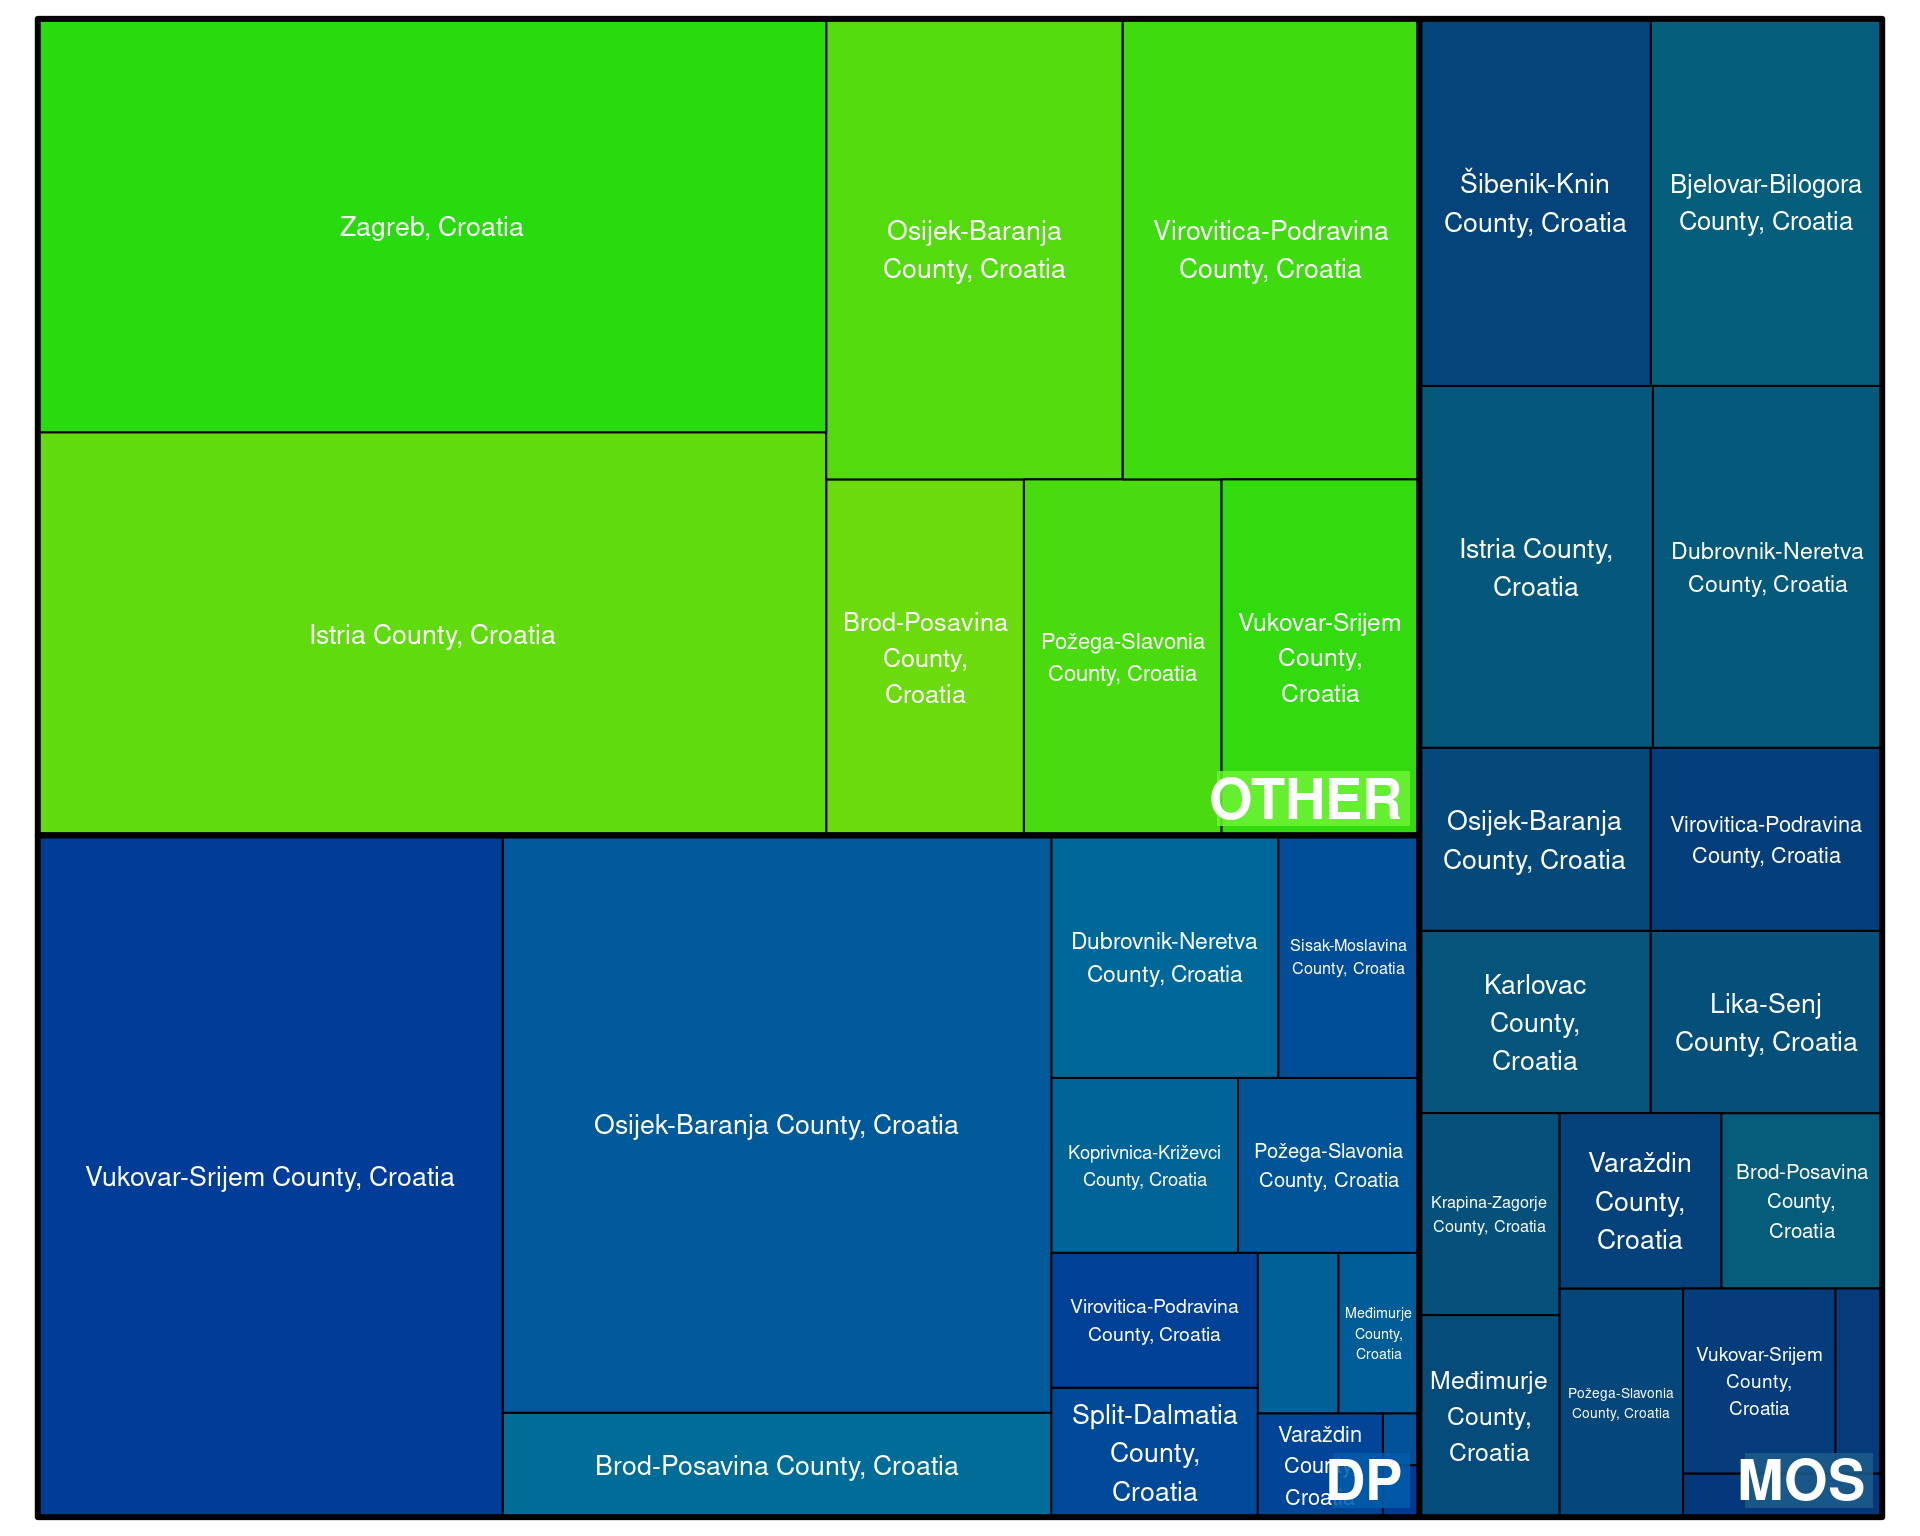 Zagreb, Croatia
Osijek-Baranja
County, Croatia
Virovitica-Podravina
County, Croatia
Istria County, Croatia
Brod-Posavina
County,
Croatia
Požega-Slavonia
County, Croatia
Vukovar-Srijem
County,
Croatia
OTHER
Vukovar-Srijem County, Croatia
Osijek-Baranja County, Croatia
Brod-Posavina County, Croatia
Dubrovnik-Neretva
County, Croatia
Sisak-Moslavina
County, Croatia
Koprivnica-Križevci
County, Croatia
Požega-Slavonia
County, Croatia
Virovitica-Podravina
County, Croatia
Međimurje
County,
Croatia
Split-Dalmatia
County,
Croatia
Varaždin
County,
Croatia
DP
Šibenik-Knin
County, Croatia
Bjelovar-Bilogora
County, Croatia
Istria County,
Croatia
Dubrovnik-Neretva
County, Croatia
Osijek-Baranja
County, Croatia
Virovitica-Podravina
County, Croatia
Karlovac
County,
Croatia
Lika-Senj
County, Croatia
Krapina-Zagorje
County, Croatia
Varaždin
County,
Croatia
Brod-Posavina
County,
Croatia
Međimurje
County,
Croatia
Požega-Slavonia
County, Croatia
Vukovar-Srijem
County,
Croatia
MOS